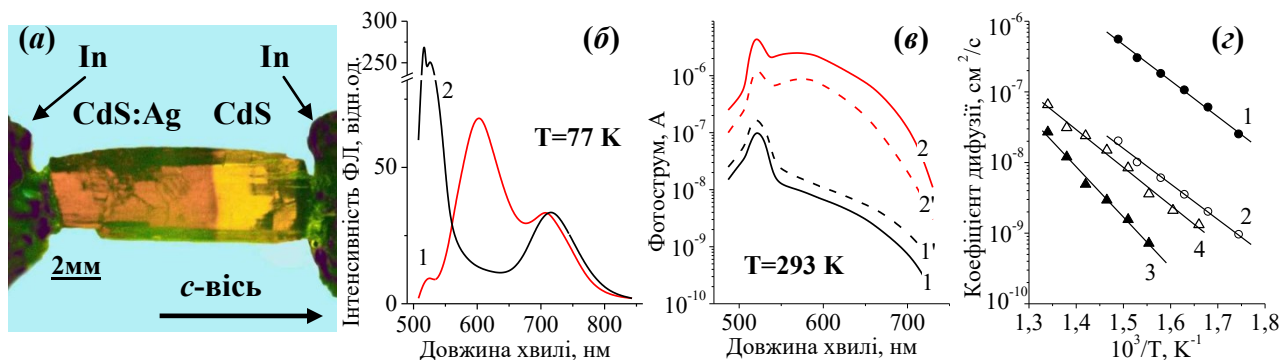 (а)
In
In
CdS:Ag
CdS
2мм
с-вісь
(б)
Інтенсивність ФЛ, відн.од.
300
250
50
0
2
1
T=77 K
500
600
700
800
Довжина хвилі, нм
(в)
Фотострум, А
10⁻⁶
10⁻⁷
10⁻⁸
10⁻⁹
10⁻¹⁰
2
2'
1'
1
T=293 K
500
600
700
Довжина хвилі, нм
(г)
Коефіцієнт дифузії, см²/с
10⁻⁶
10⁻⁷
10⁻⁸
10⁻⁹
10⁻¹⁰
1
2
4
3
1,3
1,4
1,5
1,6
1,7
1,8
10³/T, K⁻¹